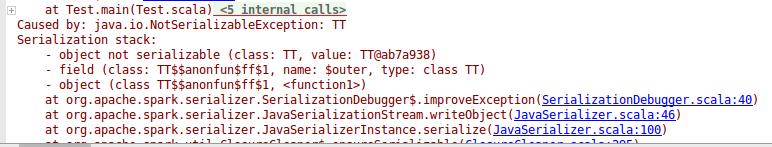 at Test.main(Test.scala) <5 internal calls>
Caused by: java.io.NotSerializableException: TT
Serialization stack:
- object not serializable (class: TT, value: TT@ab7a938)
- field (class: TT$$anonfun$ff$1, name: $outer, type: class TT)
- object (class TT$$anonfun$ff$1, <function1>)
at org.apache.spark.serializer.SerializationDebugger$.improveException(SerializationDebugger.scala:40)
at org.apache.spark.serializer.JavaSerializationStream.writeObject(JavaSerializer.scala:46)
at org.apache.spark.serializer.JavaSerializerInstance.serialize(JavaSerializer.scala:100)